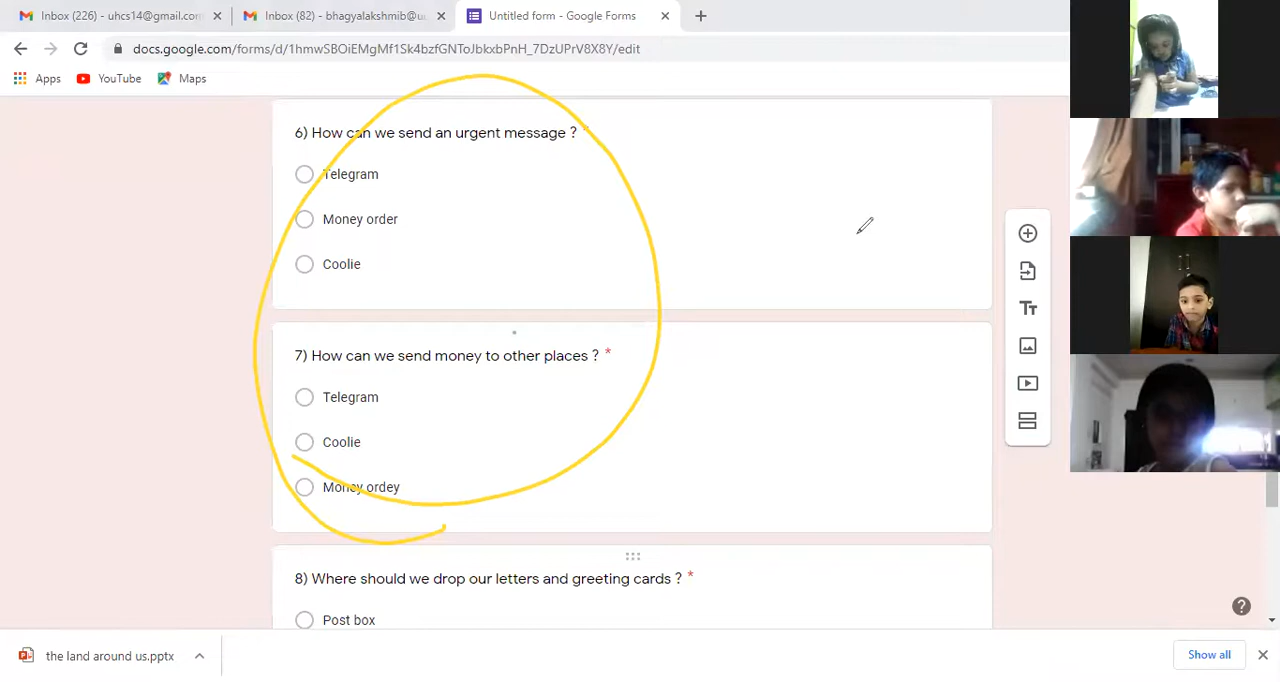 Inbox (226) - uhcs14@gmail.com
Inbox (82) - bhagyalakshmib@u
Untitled form - Google Forms
docs.google.com/forms/d/1hmwSBOiEMgMf1Sk4bzfGNToJbkxbPnH_7DzUPrV8X8Y/edit
Apps
YouTube
Maps
6) How can we send an urgent message ? *
Telegram
Money order
Coolie
7) How can we send money to other places ? *
Telegram
Coolie
Money ordey
8) Where should we drop our letters and greeting cards ? *
Post box
the land around us.pptx
Show all